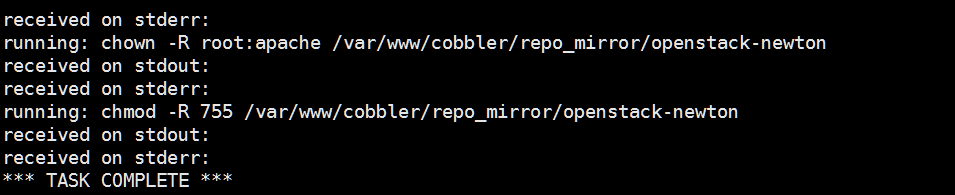 received on stderr:
running: chown -R root:apache /var/www/cobbler/repo_mirror/openstack-newton
received on stdout:
received on stderr:
running: chmod -R 755 /var/www/cobbler/repo_mirror/openstack-newton
received on stdout:
received on stderr:
*** TASK COMPLETE ***